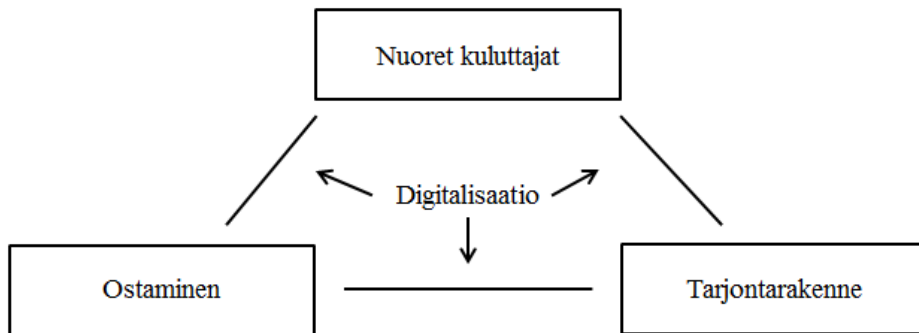 Nuoret kuluttajat
Digitalisaatio
Ostaminen
Tarjontarakenne